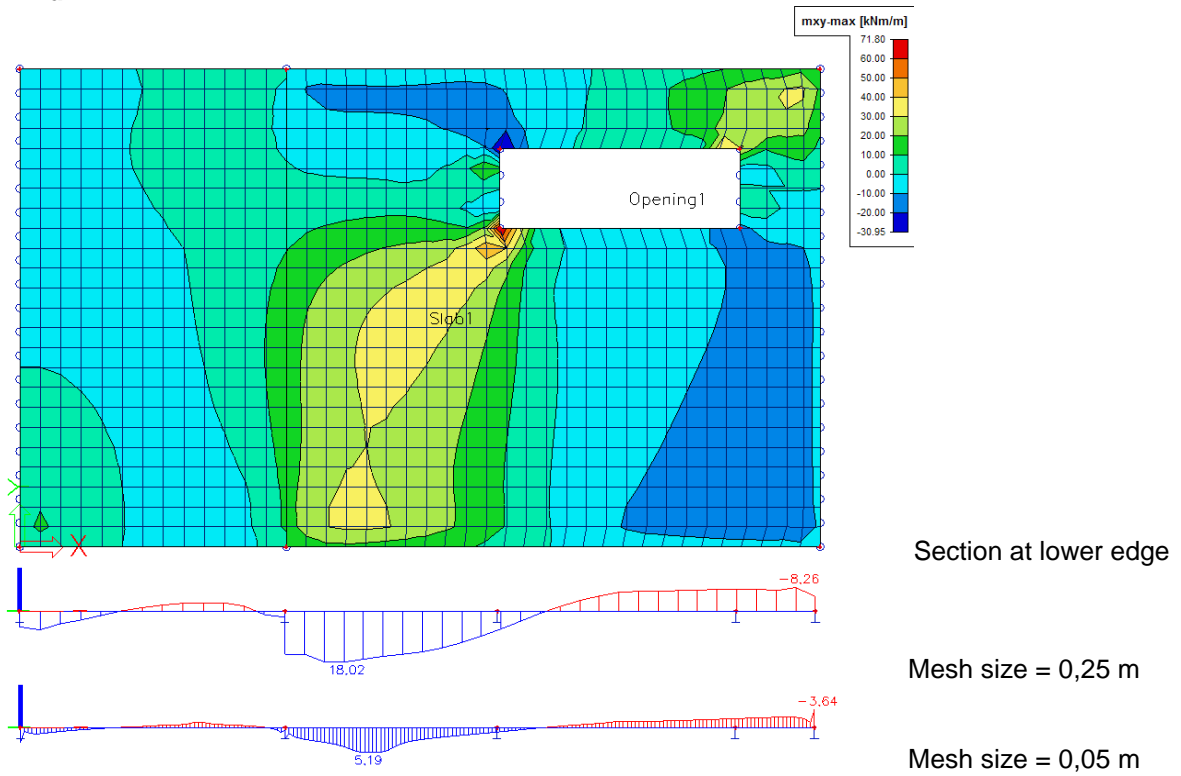 mxy-max [kNm/m]
71.80
60.00
50.00
40.00
30.00
20.00
10.00
0.00
-10.00
-20.00
-30.95
Opening1
Slab1
Y
X
Section at lower edge
-8.26
18.02
Mesh size = 0,25 m
-3.64
5.19
Mesh size = 0,05 m